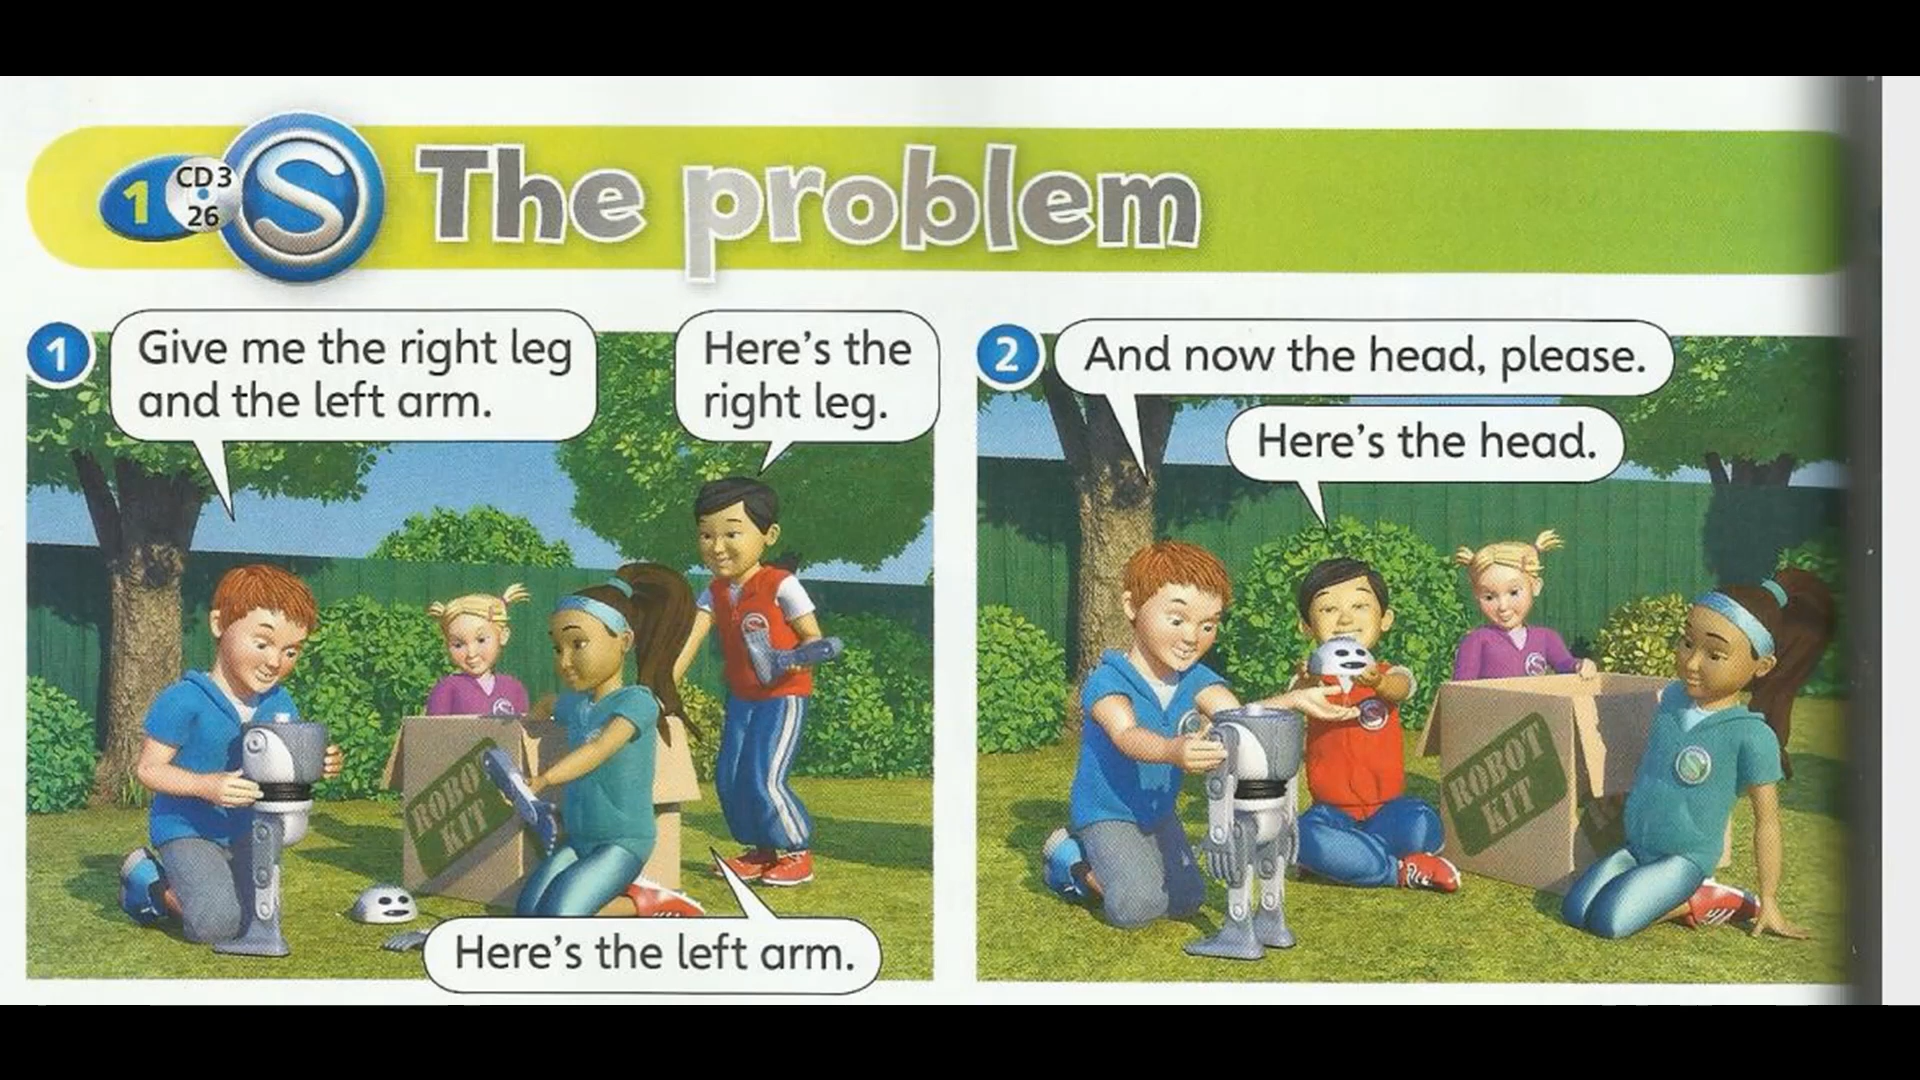 1
CD 3
26
S
The problem
1
Give me the right leg
and the left arm.
Here's the
right leg.
ROBO
KIT
Here's the left arm.
2
And now the head, please.
Here's the head.
ROBOT
KIT